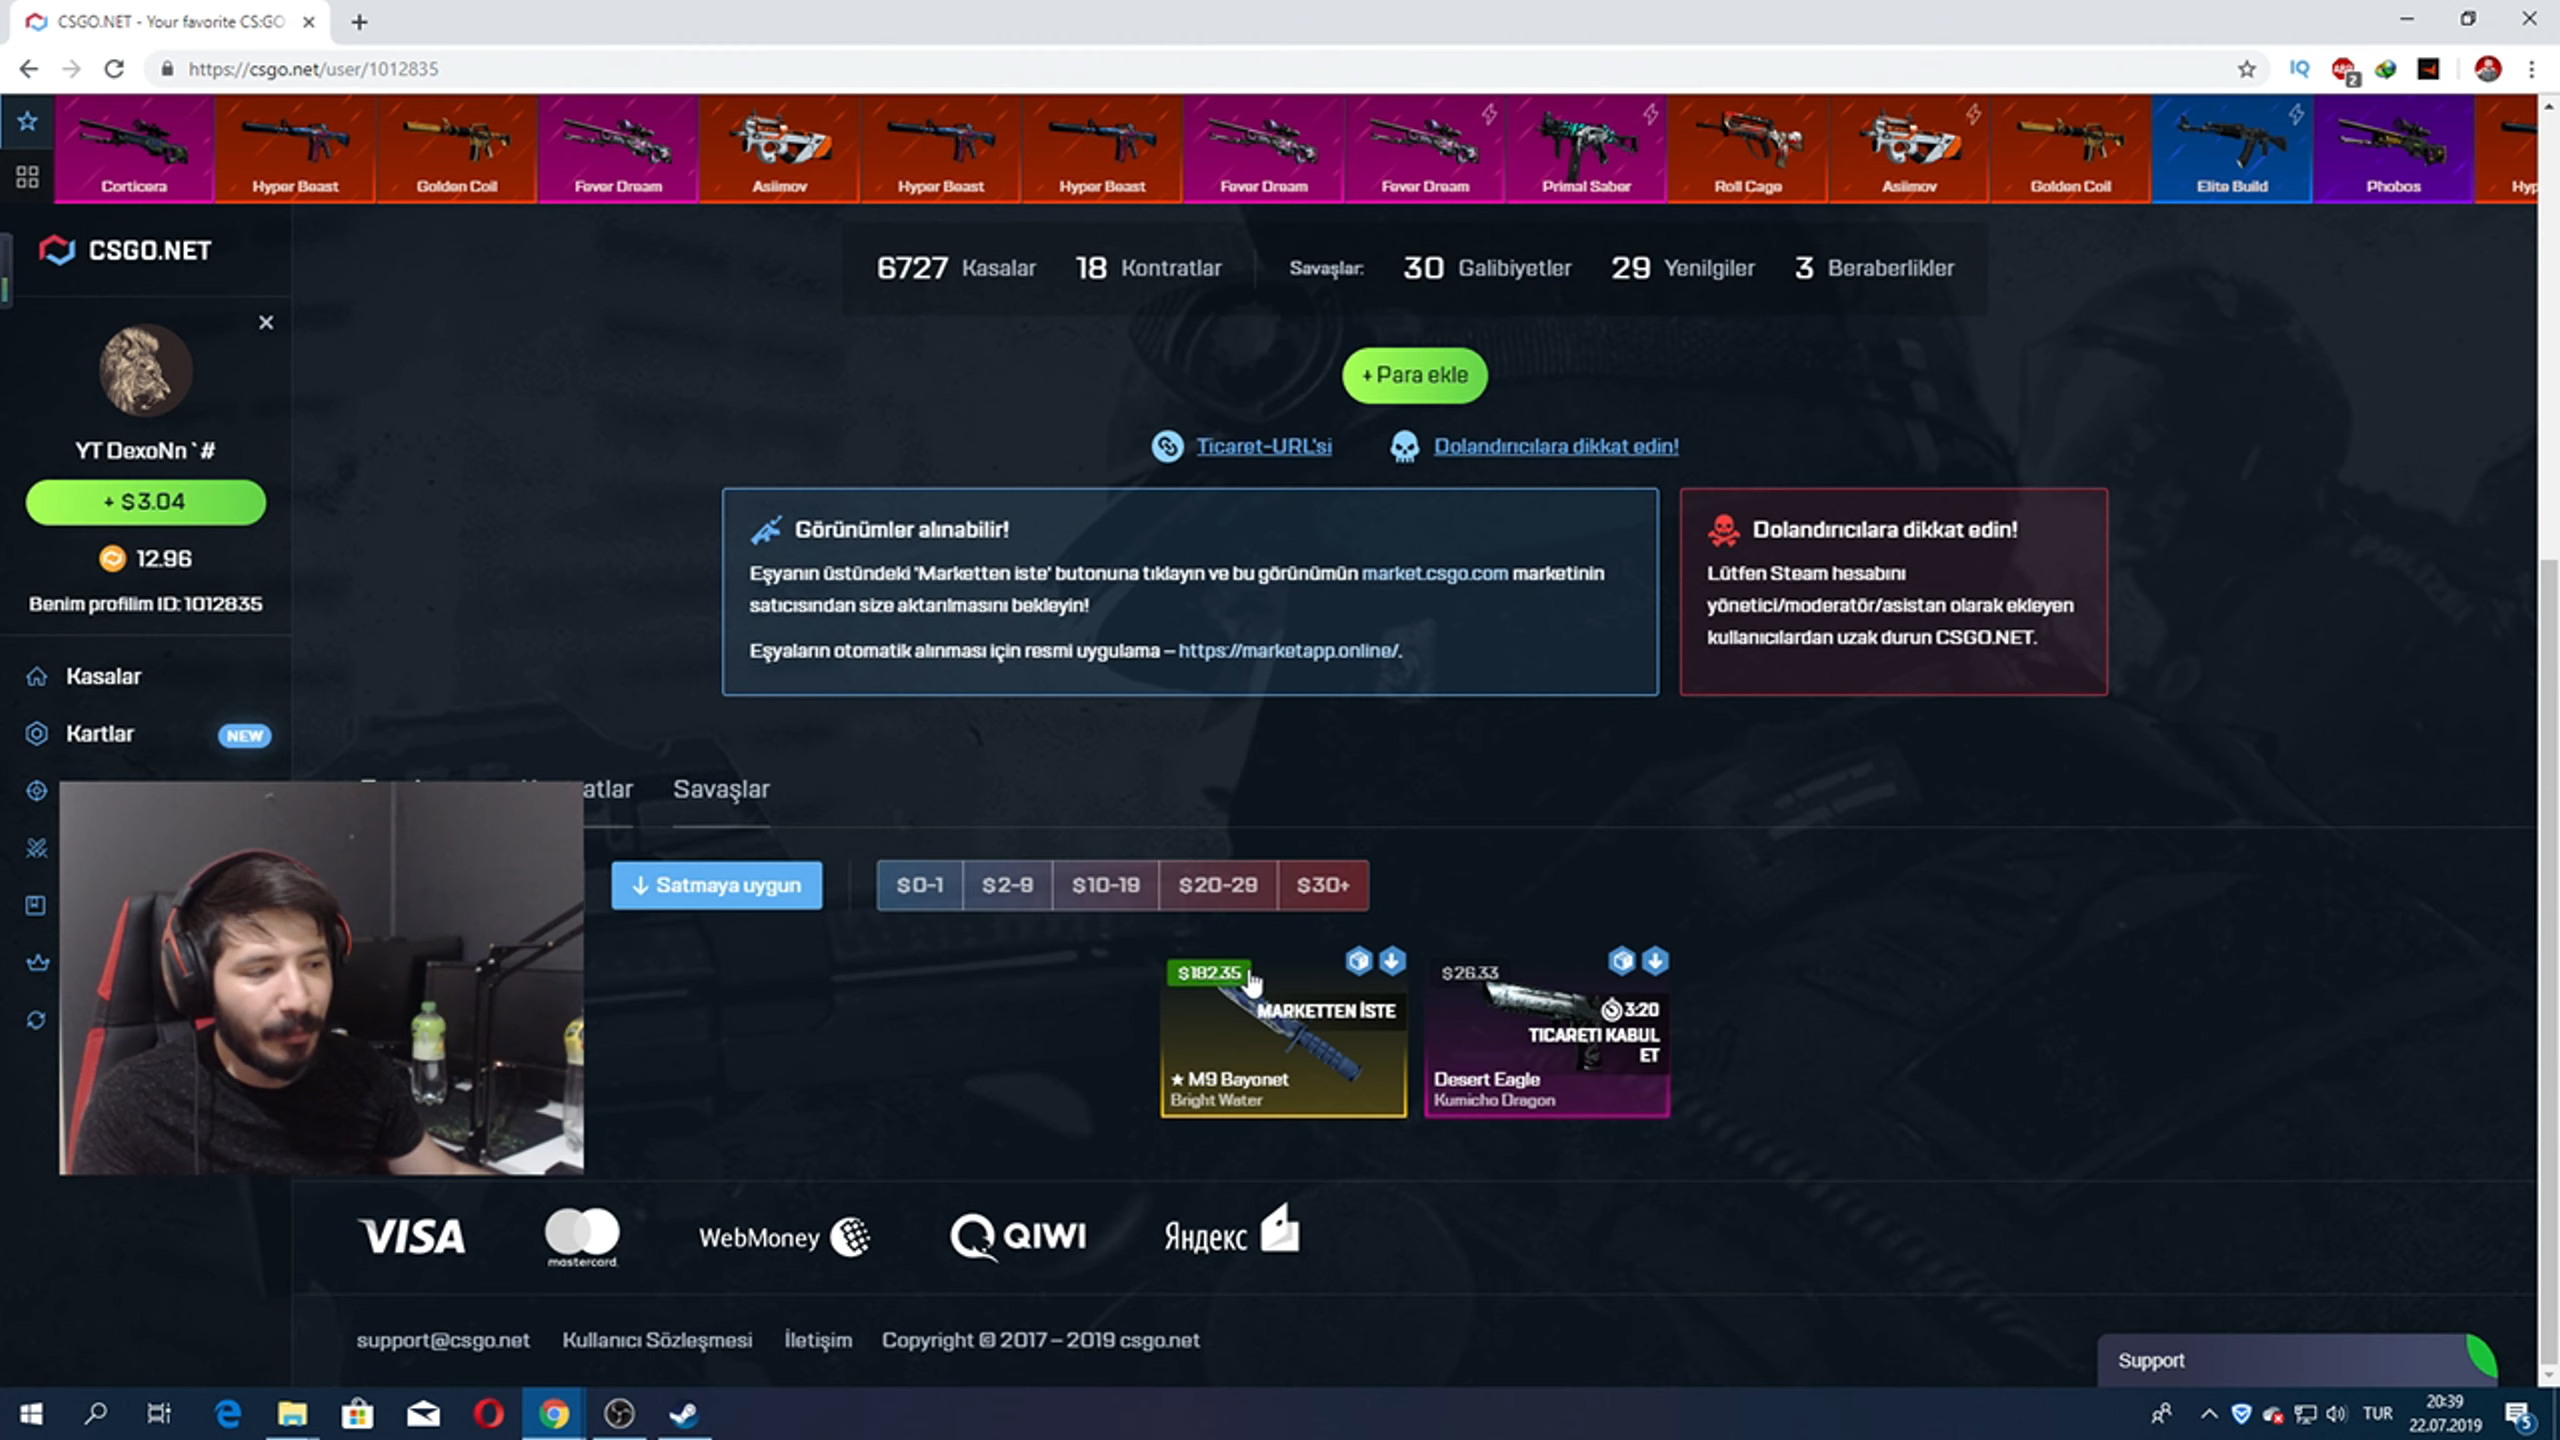 CSGO.NET - Your favorite CS:GO
https://csgo.net/user/1012835
IQ
ABP
2
Corticera
Hyper Beast
Golden Coil
Fever Dream
Asiimov
Hyper Beast
Hyper Beast
Fever Dream
Fever Dream
Primal Saber
Roll Cage
Asiimov
Golden Coil
Elite Build
Phobos
Hyp
CSGO.NET
6727 Kasalar 18 Kontratlar Savaşlar: 30 Galibiyetler 29 Yenilgiler 3 Beraberlikler
YT DexoNn`#
+ $3.04
12.96
Benim profilim ID: 1012835
Kasalar
Kartlar NEW
+ Para ekle
Ticaret-URL'si Dolandırıcılara dikkat edin!
Görünümler alınabilir!
Eşyanın üstündeki 'Marketten iste' butonuna tıklayın ve bu görünümün market.csgo.com marketinin
satıcısından size aktarılmasını bekleyin!
Eşyaların otomatik alınması için resmi uygulama – https://marketapp.online/.
Dolandırıcılara dikkat edin!
Lütfen Steam hesabını
yönetici/moderatör/asistan olarak ekleyen
kullanıcılardan uzak durun CSGO.NET.
atlar Savaşlar
Satmaya uygun
$0-1 $2-9 $10-19 $20-29 $30+
$182.35
MARKETTEN İSTE
★ M9 Bayonet
Bright Water
$26.33
3:20
TICARETI KABUL
ET
Desert Eagle
Kumicho Dragon
VISA
mastercard.
WebMoney
QIWI
Яндекс
support@csgo.net Kullanıcı Sözleşmesi İletişim Copyright © 2017 – 2019 csgo.net
Support
TUR
20:39
22.07.2019
5